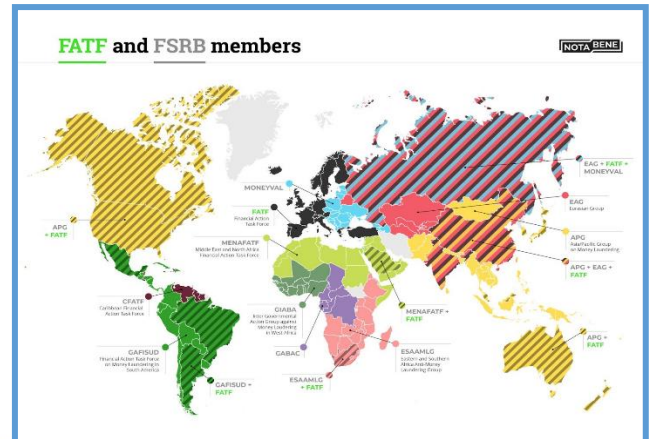 FATF and FSRB members
NOTA BENE
MONEYVAL
EAG + FATF +
MONEYVAL
FATF
Financial Action
Task Force
EAG
Eurasian Group
MENAFATF
Middle East and North Africa
Financial Action Task Force
APG
+ FATF
APG
Asia/Pacific Group
on Money Laundering
APG + EAG +
FATF
CFATF
Caribbean Financial
Action Task Force
GIABA
Inter Governmental
Action Group against
Money Laundering
in West Africa
MENAFATF +
FATF
GAFISUD
Financial Action Task Force
on Money Laundering in
South America
GABAC
ESAAMLG
Eastern and Southern
Africa Anti-Money
Laundering Group
APG +
FATF
GAFISUD +
FATF
ESAAMLG
+ FATF